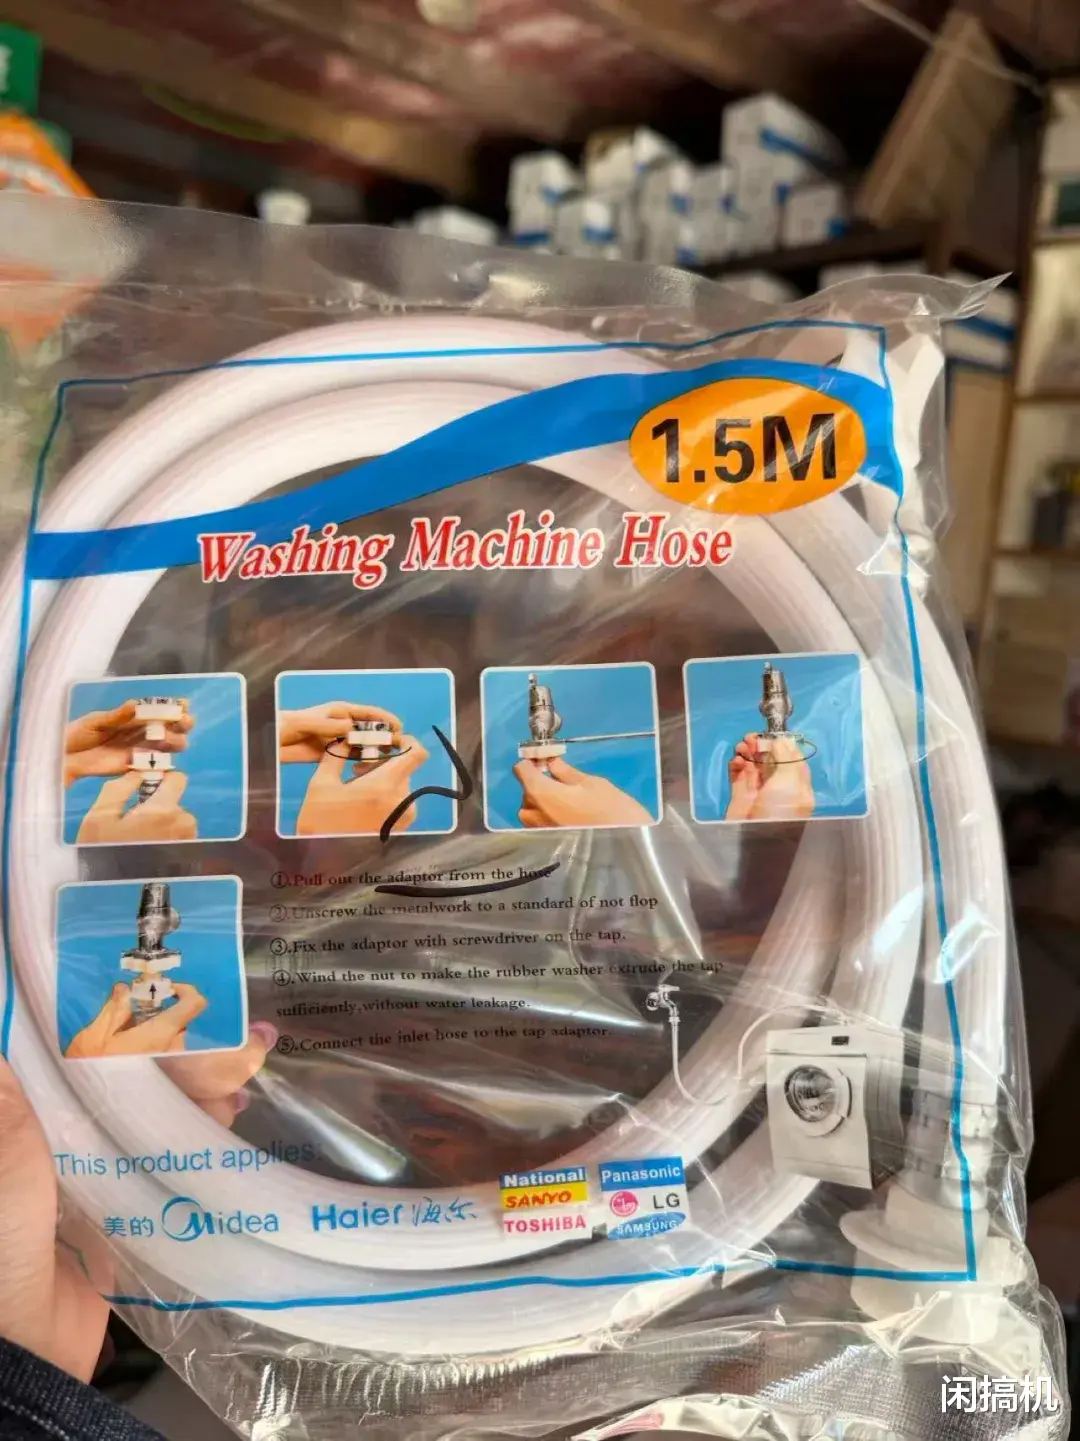 1.5M
Washing Machine Hose
①.Pull out the adaptor from the hose
②.Unscrew the metalwork to a standard of not flop
③.Fix the adaptor with screwdriver on the tap.
④.Wind the nut to make the rubber washer extrude the tap
sufficiently,without water leakage.
⑤.Connect the inlet hose to the tap adaptor.
This product applies:
美的 Midea Haier 海尔
National
SANYO
TOSHIBA
Panasonic
LG
SAMSUNG
闲搞机